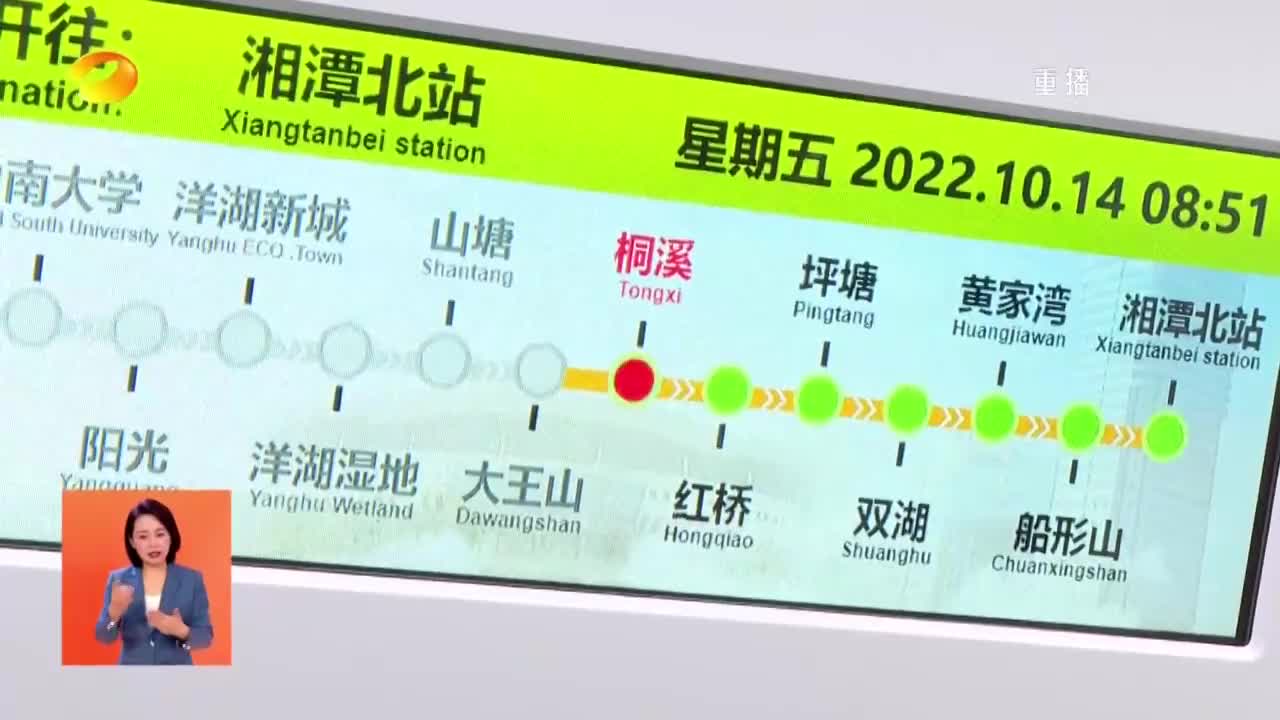 开往:
nation:
湘潭北站
Xiangtanbei station
重播
星期五 2022.10.14 08:51
南大学
South University
洋湖新城
Yanghu ECO .Town
山塘
Shantang
桐溪
Tongxi
坪塘
Pingtang
黄家湾
Huangjiawan
湘潭北站
Xiangtanbei station
阳光
Yangguang
洋湖湿地
Yanghu Wetland
大王山
Dawangshan
红桥
Hongqiao
双湖
Shuanghu
船形山
Chuanxingshan